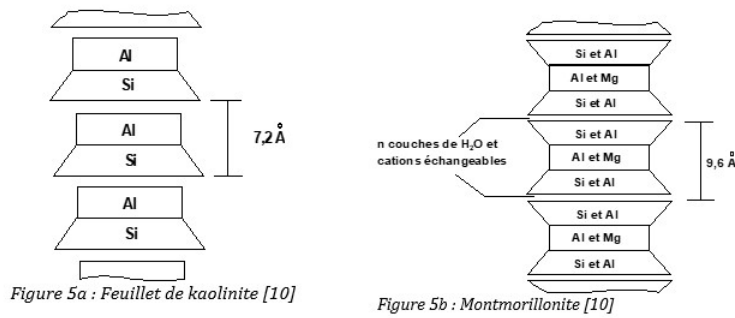 Al
Si
Al
Si
Al
Si
7,2 Å
Figure 5a : Feuillet de kaolinite [10]
Si et Al
Al et Mg
Si et Al
Si et Al
Al et Mg
Si et Al
Si et Al
Al et Mg
Si et Al
n couches de H₂O et
cations échangeables
9,6 Å
Figure 5b : Montmorillonite [10]